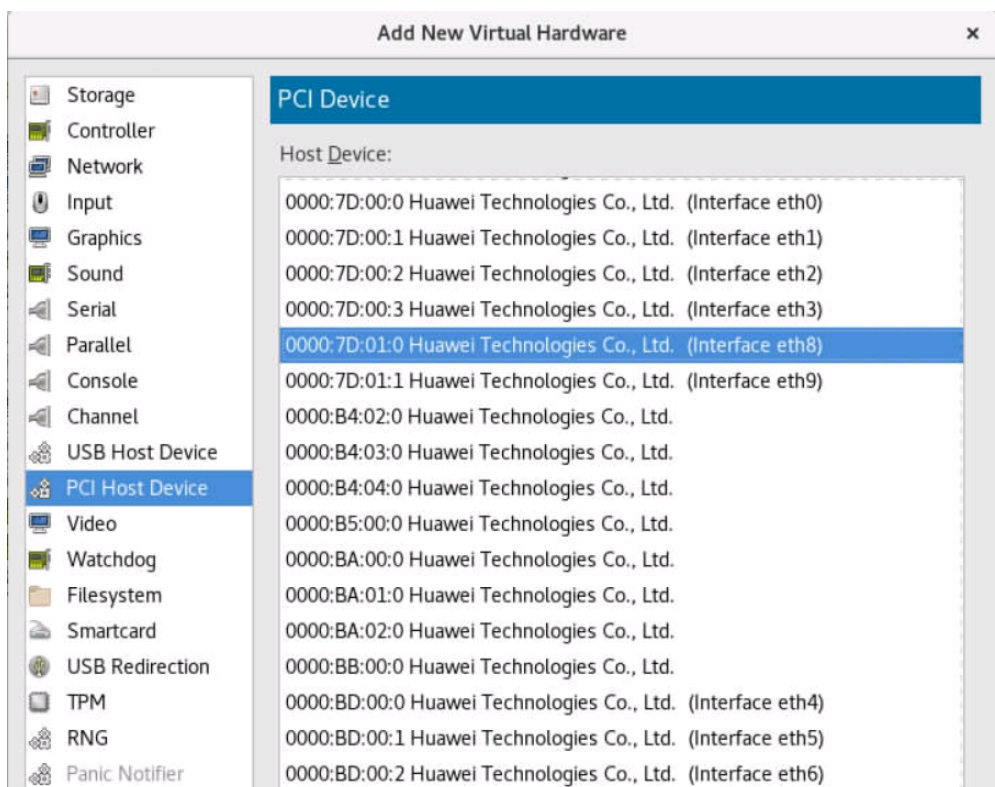 Add New Virtual Hardware
×
Storage
Controller
Network
Input
Graphics
Sound
Serial
Parallel
Console
Channel
USB Host Device
PCI Host Device
Video
Watchdog
Filesystem
Smartcard
USB Redirection
TPM
RNG
Panic Notifier
PCI Device
Host Device:
0000:7D:00:0 Huawei Technologies Co., Ltd. (Interface eth0)
0000:7D:00:1 Huawei Technologies Co., Ltd. (Interface eth1)
0000:7D:00:2 Huawei Technologies Co., Ltd. (Interface eth2)
0000:7D:00:3 Huawei Technologies Co., Ltd. (Interface eth3)
0000:7D:01:0 Huawei Technologies Co., Ltd. (Interface eth8)
0000:7D:01:1 Huawei Technologies Co., Ltd. (Interface eth9)
0000:B4:02:0 Huawei Technologies Co., Ltd.
0000:B4:03:0 Huawei Technologies Co., Ltd.
0000:B4:04:0 Huawei Technologies Co., Ltd.
0000:B5:00:0 Huawei Technologies Co., Ltd.
0000:BA:00:0 Huawei Technologies Co., Ltd.
0000:BA:01:0 Huawei Technologies Co., Ltd.
0000:BA:02:0 Huawei Technologies Co., Ltd.
0000:BB:00:0 Huawei Technologies Co., Ltd.
0000:BD:00:0 Huawei Technologies Co., Ltd. (Interface eth4)
0000:BD:00:1 Huawei Technologies Co., Ltd. (Interface eth5)
0000:BD:00:2 Huawei Technologies Co., Ltd. (Interface eth6)